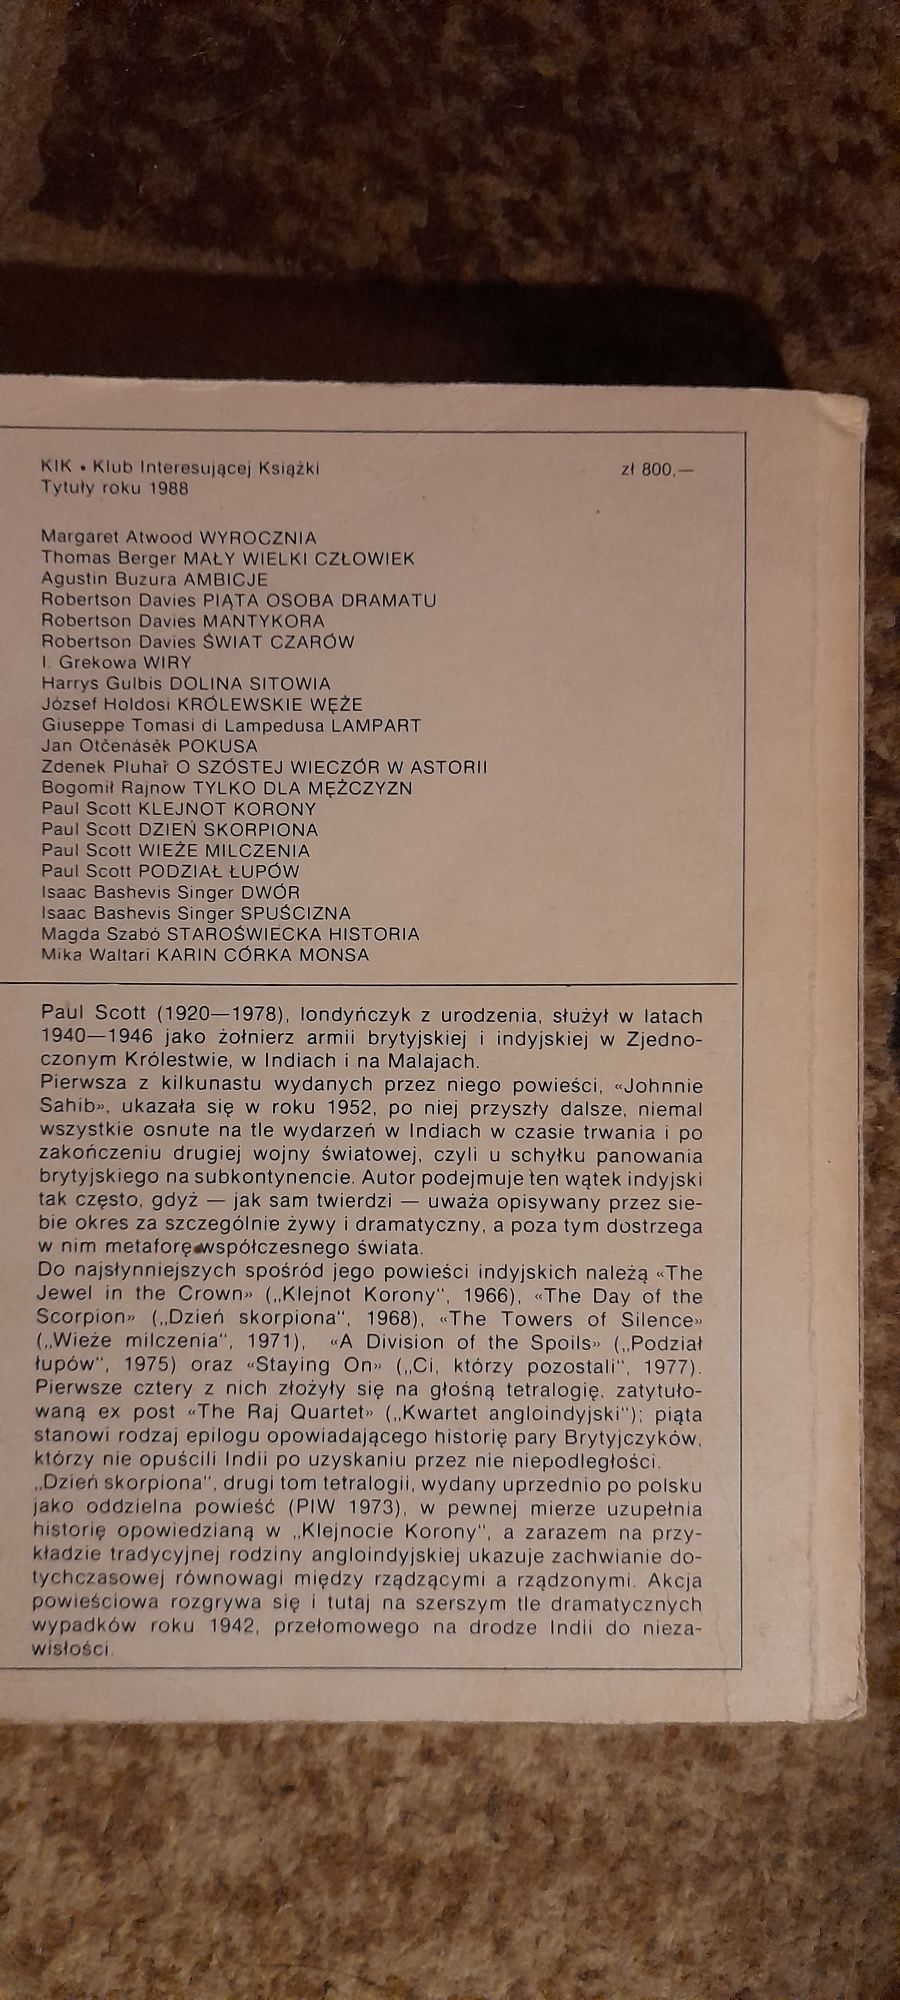 KIK • Klub Interesującej Książki zł 800,—
Tytuły roku 1988
Margaret Atwood WYROCZNIA
Thomas Berger MAŁY WIELKI CZŁOWIEK
Agustin Buzura AMBICJE
Robertson Davies PIĄTA OSOBA DRAMATU
Robertson Davies MANTYKORA
Robertson Davies ŚWIAT CZARÓW
I. Grekowa WIRY
Harrys Gulbis DOLINA SITOWIA
József Holdosi KRÓLEWSKIE WĘŻE
Giuseppe Tomasi di Lampedusa LAMPART
Jan Otčenásěk POKUSA
Zdenek Pluhař O SZÓSTEJ WIECZÓR W ASTORII
Bogomił Rajnow TYLKO DLA MĘŻCZYZN
Paul Scott KLEJNOT KORONY
Paul Scott DZIEŃ SKORPIONA
Paul Scott WIEŻE MILCZENIA
Paul Scott PODZIAŁ ŁUPÓW
Isaac Bashevis Singer DWÓR
Isaac Bashevis Singer SPUŚCIZNA
Magda Szabó STAROŚWIECKA HISTORIA
Mika Waltari KARIN CÓRKA MONSA
Paul Scott (1920—1978), londyńczyk z urodzenia, służył w latach
1940—1946 jako żołnierz armii brytyjskiej i indyjskiej w Zjedno-
czonym Królestwie, w Indiach i na Malajach.
Pierwsza z kilkunastu wydanych przez niego powieści, «Johnnie
Sahib», ukazała się w roku 1952, po niej przyszły dalsze, niemal
wszystkie osnute na tle wydarzeń w Indiach w czasie trwania i po
zakończeniu drugiej wojny światowej, czyli u schyłku panowania
brytyjskiego na subkontynencie. Autor podejmuje ten wątek indyjski
tak często, gdyż — jak sam twierdzi — uważa opisywany przez sie-
bie okres za szczególnie żywy i dramatyczny, a poza tym dostrzega
w nim metaforę współczesnego świata.
Do najsłynniejszych spośród jego powieści indyjskich należą «The
Jewel in the Crown» („Klejnot Korony", 1966), «The Day of the
Scorpion» („Dzień skorpiona", 1968), «The Towers of Silence»
(„Wieże milczenia", 1971), «A Division of the Spoils» („Podział
łupów", 1975) oraz «Staying On» („Ci, którzy pozostali", 1977).
Pierwsze cztery z nich złożyły się na głośną tetralogię, zatytuło-
waną ex post «The Raj Quartet» („Kwartet angloindyjski"); piąta
stanowi rodzaj epilogu opowiadającego historię pary Brytyjczyków,
którzy nie opuścili Indii po uzyskaniu przez nie niepodległości.
„Dzień skorpiona", drugi tom tetralogii, wydany uprzednio po polsku
jako oddzielna powieść (PIW 1973), w pewnej mierze uzupełnia
historię opowiedzianą w „Klejnocie Korony", a zarazem na przy-
kładzie tradycyjnej rodziny angloindyjskiej ukazuje zachwianie do-
tychczasowej równowagi między rządzącymi a rządzonymi. Akcja
powieściowa rozgrywa się i tutaj na szerszym tle dramatycznych
wypadków roku 1942, przełomowego na drodze Indii do nieza-
wisłości.